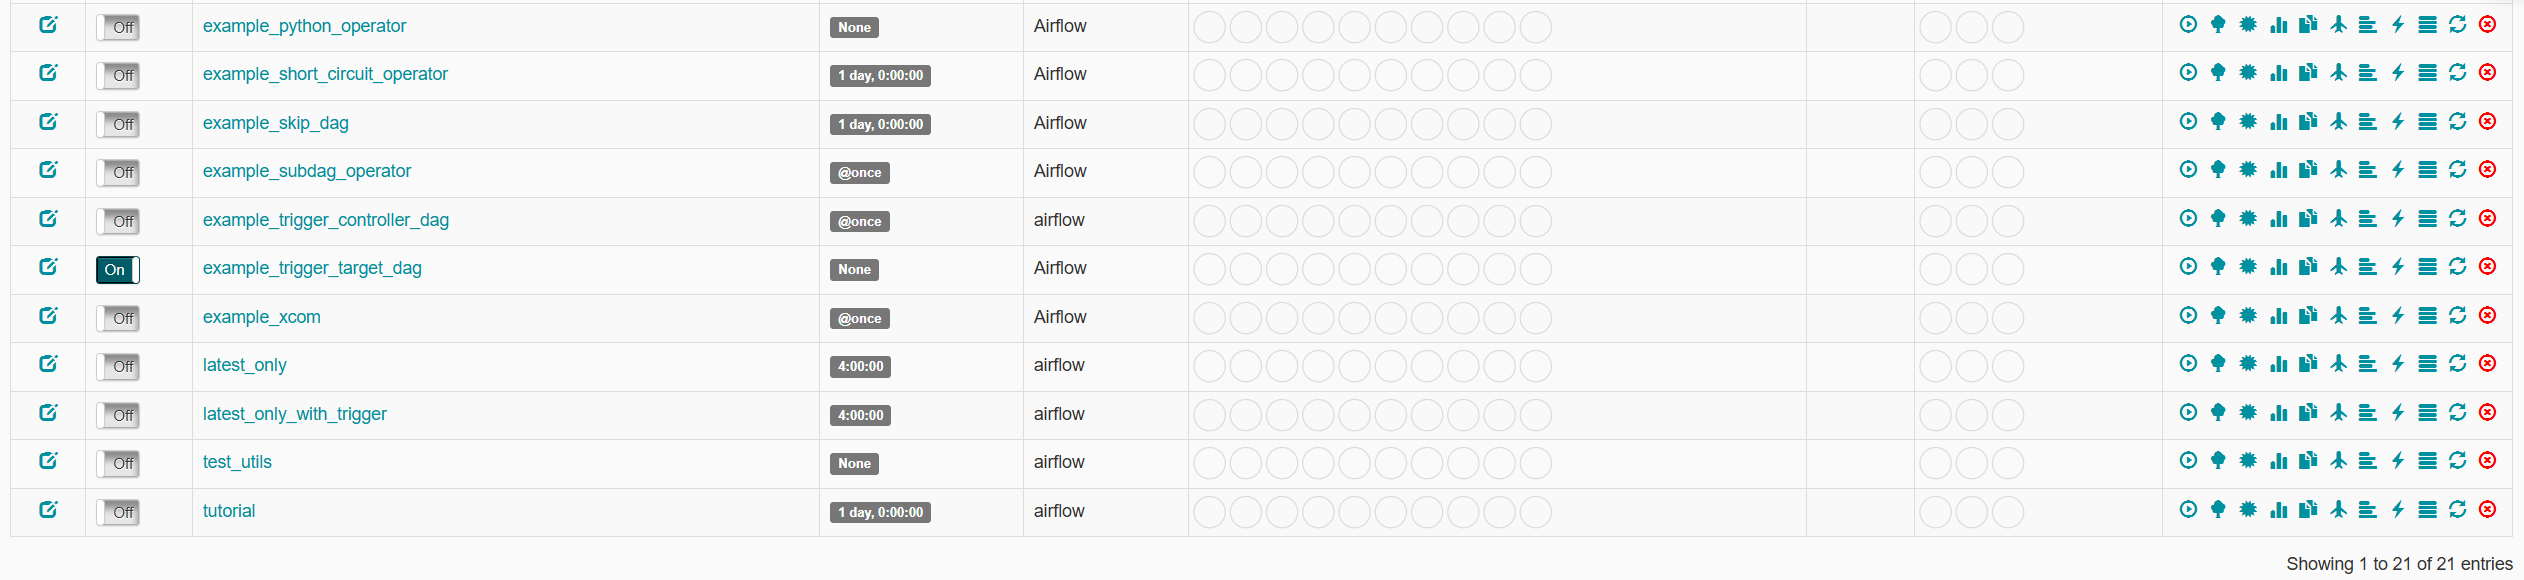 Off example_python_operator None Airflow
Off example_short_circuit_operator 1 day, 0:00:00 Airflow
Off example_skip_dag 1 day, 0:00:00 Airflow
Off example_subdag_operator @once Airflow
Off example_trigger_controller_dag @once airflow
On example_trigger_target_dag None Airflow
Off example_xcom @once Airflow
Off latest_only 4:00:00 airflow
Off latest_only_with_trigger 4:00:00 airflow
Off test_utils None airflow
Off tutorial 1 day, 0:00:00 airflow
Showing 1 to 21 of 21 entries